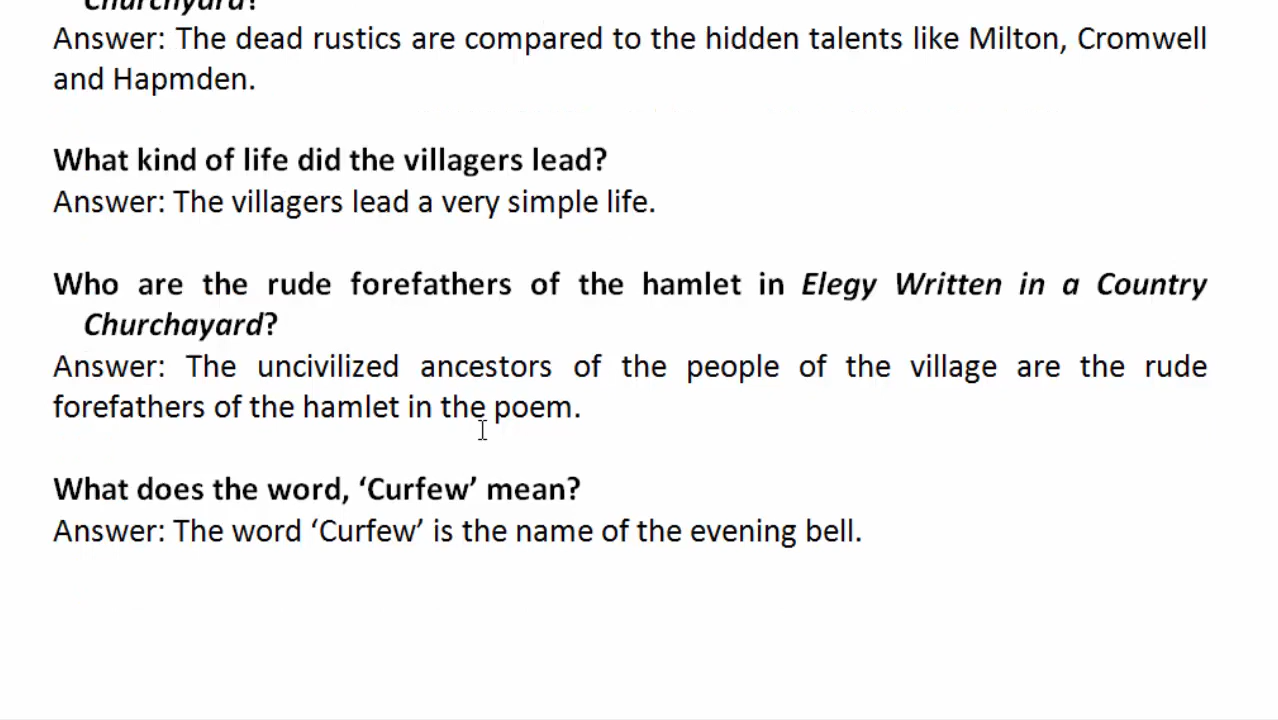 Churchyard?
Answer: The dead rustics are compared to the hidden talents like Milton, Cromwell
and Hapmden.
What kind of life did the villagers lead?
Answer: The villagers lead a very simple life.
Who are the rude forefathers of the hamlet in Elegy Written in a Country
Churchayard?
Answer: The uncivilized ancestors of the people of the village are the rude
forefathers of the hamlet in the poem.
What does the word, ‘Curfew’ mean?
Answer: The word ‘Curfew’ is the name of the evening bell.